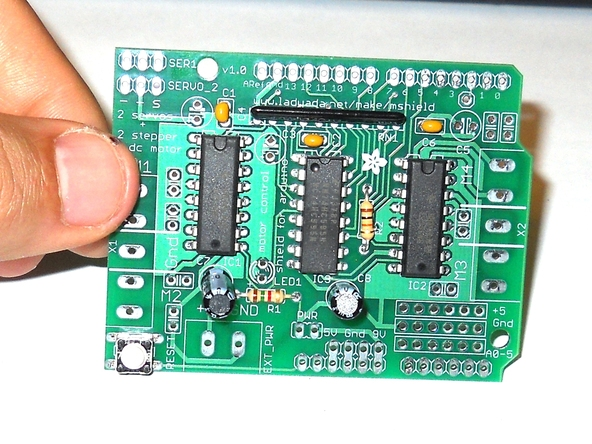 SER1
v1.0
ARef gnd 13 12 11 10 9 8 7 6 5 4 3 2 1 0
SERVO_2
- + S
C1
www.ladyada.net/make/mshield
2 servos
2 stepper
dc motor
C3
RN1
C6
C5
M1
M4
motor control
shield for arduino
R2
X1
X2
Gnd
C7
IC1
IC3
C8
IC2
M3
LED1
M2
+
ND
R1
PWR
5V Gnd 9V
+5
Gnd
A0-5
RESET
EXT_PWR